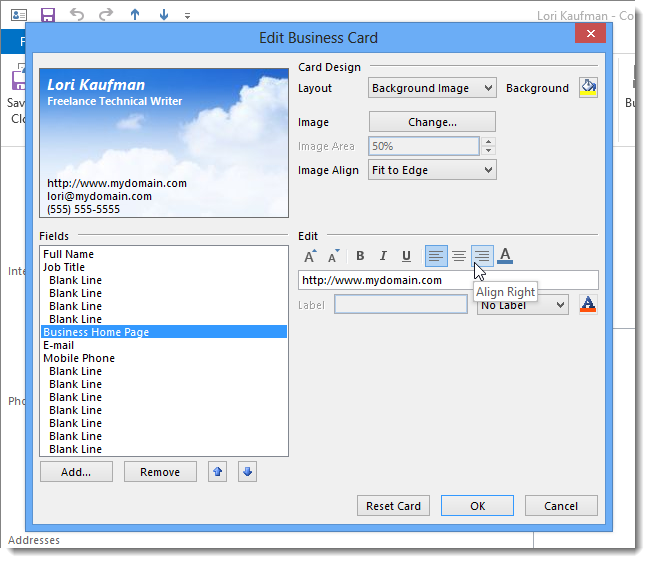 Lori Kaufman - Co
F
Edit Business Card
Save
Clo
Bu
Lori Kaufman
Freelance Technical Writer
http://www.mydomain.com
lori@mydomain.com
(555) 555-5555
Card Design
Layout
Background Image
Background
Image
Change...
Image Area
50%
Image Align
Fit to Edge
Fields
Full Name
Job Title
Blank Line
Blank Line
Blank Line
Blank Line
Business Home Page
E-mail
Mobile Phone
Blank Line
Blank Line
Blank Line
Blank Line
Blank Line
Blank Line
Blank Line
Edit
A A B I U A
http://www.mydomain.com
Align Right
Label
No Label
A
Inte
Pho
Add...
Remove
Reset Card
OK
Cancel
Addresses